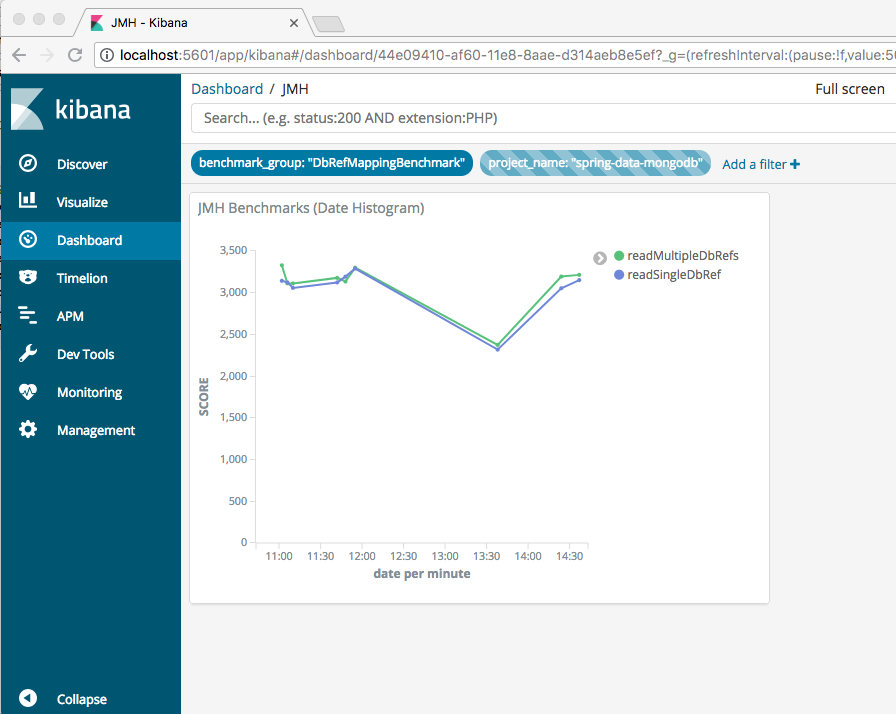 JMH - Kibana
localhost:5601/app/kibana#/dashboard/44e09410-af60-11e8-8aae-d314aeb8e5ef?_g=(refreshInterval:(pause:!f,value:50
kibana
Discover
Visualize
Dashboard
Timelion
APM
Dev Tools
Monitoring
Management
Collapse
Dashboard / JMH
Full screen
Search... (e.g. status:200 AND extension:PHP)
benchmark_group: "DbRefMappingBenchmark"
project_name: "spring-data-mongodb"
Add a filter +
JMH Benchmarks (Date Histogram)
readMultipleDbRefs
readSingleDbRef
SCORE
3,500
3,000
2,500
2,000
1,500
1,000
500
0
11:00 11:30 12:00 12:30 13:00 13:30 14:00 14:30
date per minute